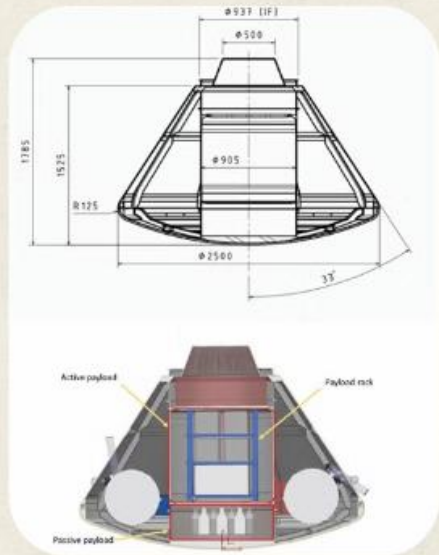 Ø937 (IF)
Ø500
1785
1525
Ø905
R125
Ø2500
33°
Active payload
Payload rack
Passive payload